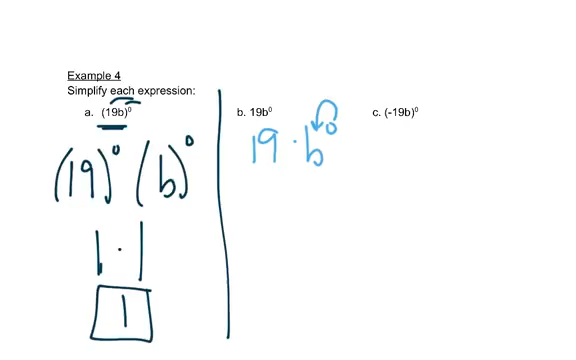 Example 4
Simplify each expression:
a. (19b)⁰
b. 19b⁰
c. (-19b)⁰
(19)⁰ (b)⁰
19 · b⁰
1 · 1
1